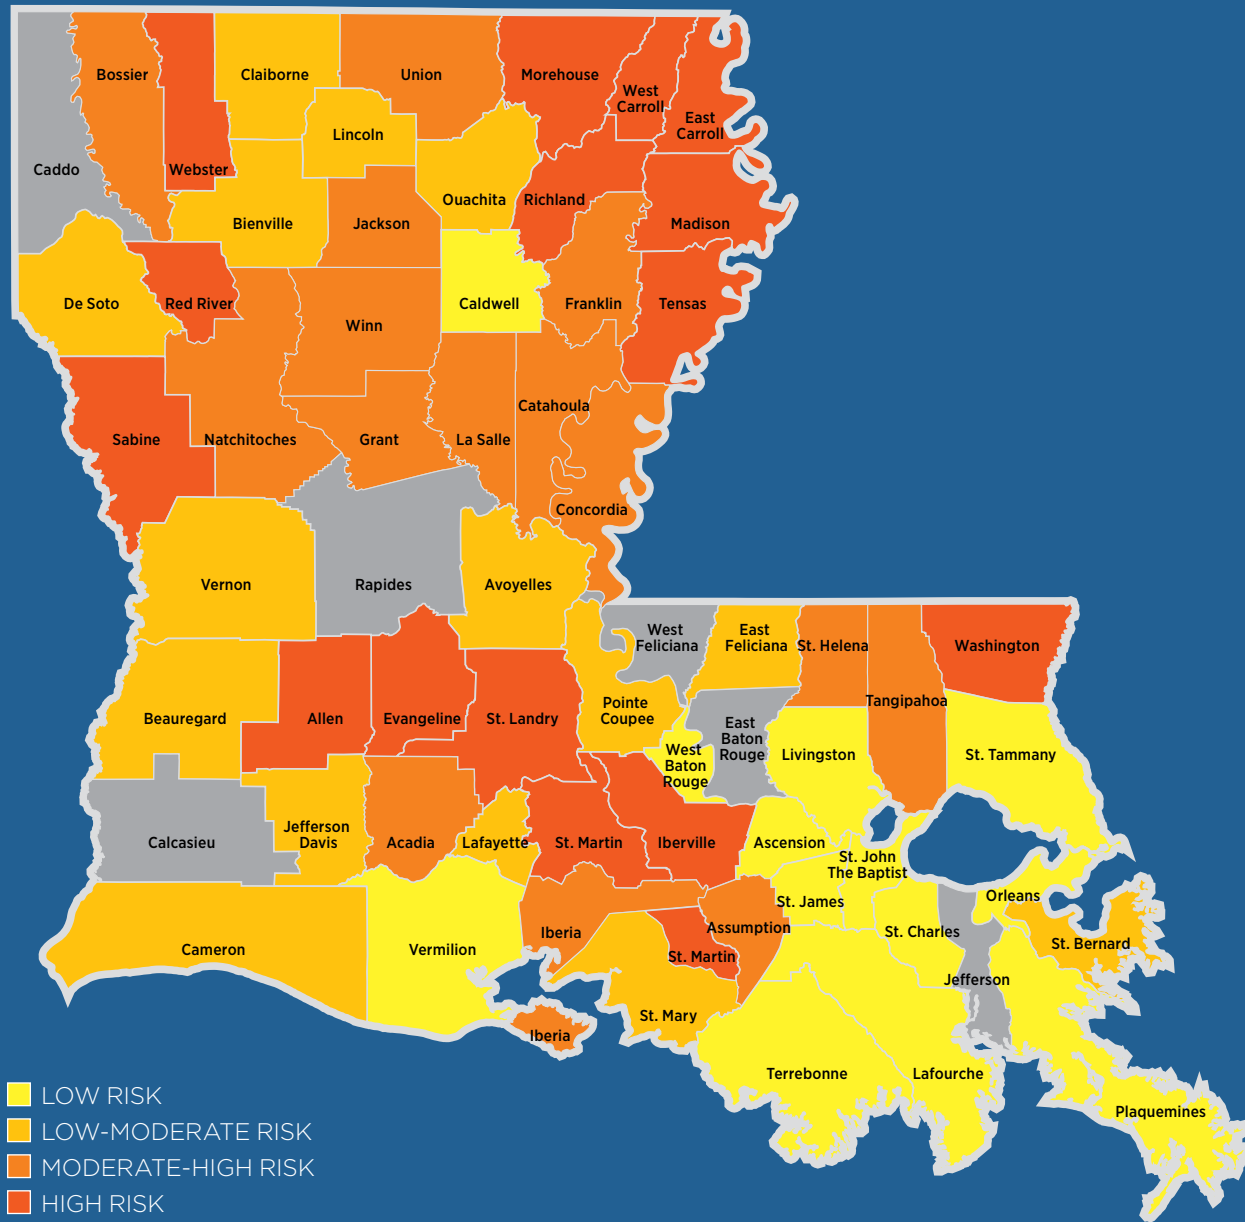 Bossier
Claiborne
Union
Morehouse
West
Carroll
East
Carroll
Lincoln
Caddo
Webster
Ouachita
Richland
Bienville
Jackson
Madison
De Soto
Red River
Caldwell
Franklin
Tensas
Winn
Catahoula
Sabine
Natchitoches
Grant
La Salle
Concordia
Vernon
Rapides
Avoyelles
West
Feliciana
East
Feliciana
St. Helena
Washington
Tangipahoa
Beauregard
Allen
Evangeline
St. Landry
Pointe
Coupee
East
Baton
Rouge
West
Baton
Rouge
Livingston
St. Tammany
Calcasieu
Jefferson
Davis
Acadia
Lafayette
St. Martin
Iberville
Ascension
St. John
The Baptist
St. James
Orleans
Cameron
Vermilion
Iberia
Assumption
St. Charles
St. Bernard
St. Martin
Jefferson
St. Mary
Iberia
Terrebonne
Lafourche
Plaquemines
LOW RISK
LOW-MODERATE RISK
MODERATE-HIGH RISK
HIGH RISK